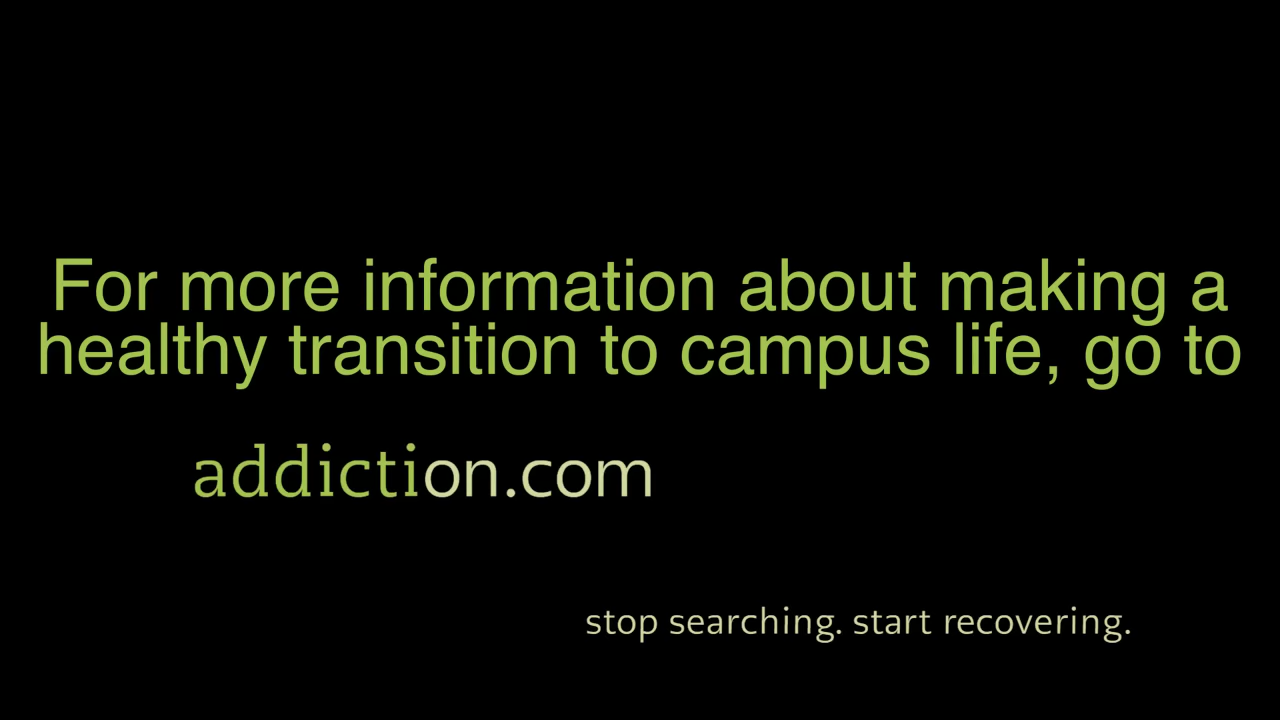 For more information about making a
healthy transition to campus life, go to
addiction.com
stop searching. start recovering.